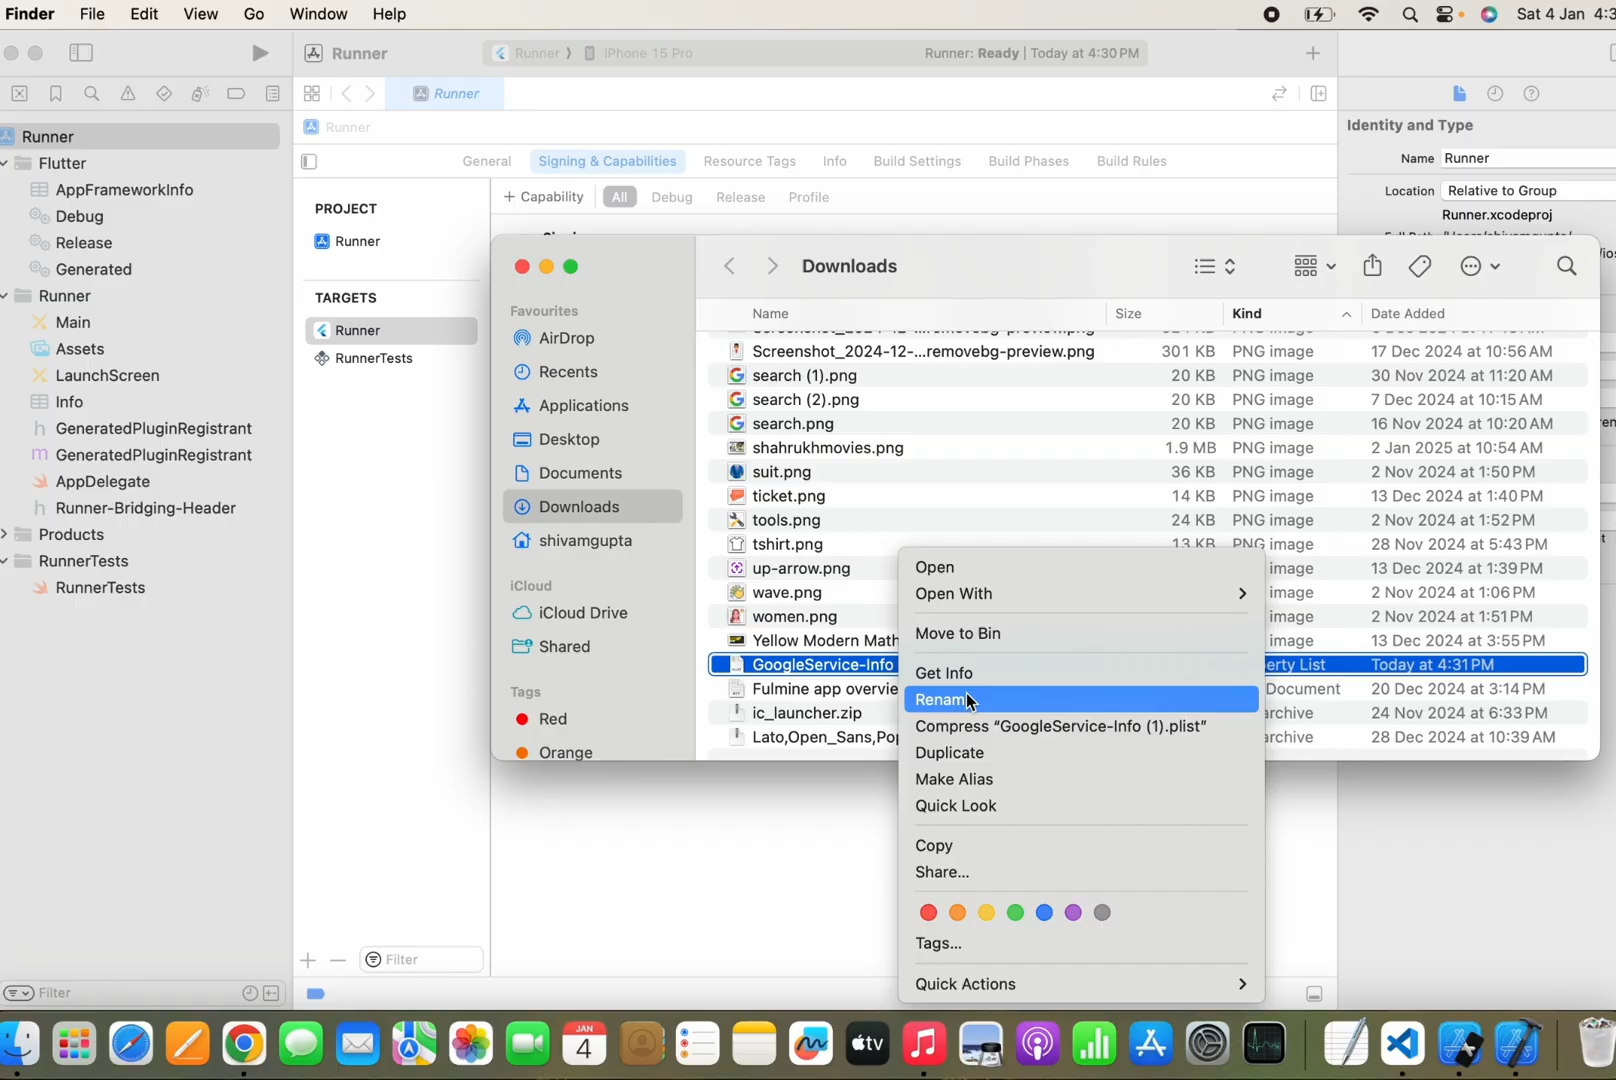 Finder File Edit View Go Window Help Sat 4 Jan 4:3
Runner Runner iPhone 15 Pro Runner: Ready | Today at 4:30 PM
Runner
Runner
General Signing & Capabilities Resource Tags Info Build Settings Build Phases Build Rules
+ Capability All Debug Release Profile
Runner
Flutter
AppFrameworkInfo
Debug
Release
Generated
Runner
Main
Assets
LaunchScreen
Info
GeneratedPluginRegistrant
GeneratedPluginRegistrant
AppDelegate
Runner-Bridging-Header
Products
RunnerTests
RunnerTests
Filter
PROJECT
Runner
TARGETS
Runner
RunnerTests
Filter
Identity and Type
Name Runner
Location Relative to Group
Runner.xcodeproj
Downloads
Favourites
AirDrop
Recents
Applications
Desktop
Documents
Downloads
shivamgupta
iCloud
iCloud Drive
Shared
Tags
Red
Orange
Name Size Kind Date Added
Screenshot_2024-12-...removebg-preview.png 301 KB PNG image 17 Dec 2024 at 10:56 AM
search (1).png 20 KB PNG image 30 Nov 2024 at 11:20 AM
search (2).png 20 KB PNG image 7 Dec 2024 at 10:15 AM
search.png 20 KB PNG image 16 Nov 2024 at 10:20 AM
shahrukhmovies.png 1.9 MB PNG image 2 Jan 2025 at 10:54 AM
suit.png 36 KB PNG image 2 Nov 2024 at 1:50 PM
ticket.png 14 KB PNG image 13 Dec 2024 at 1:40 PM
tools.png 24 KB PNG image 2 Nov 2024 at 1:52 PM
tshirt.png 13 KB PNG image 28 Nov 2024 at 5:43 PM
up-arrow.png image 13 Dec 2024 at 1:39 PM
wave.png image 2 Nov 2024 at 1:06 PM
women.png image 2 Nov 2024 at 1:51 PM
Yellow Modern Math image 13 Dec 2024 at 3:55 PM
GoogleService-Info erty List Today at 4:31 PM
Fulmine app overvie Document 20 Dec 2024 at 3:14 PM
ic_launcher.zip archive 24 Nov 2024 at 6:33 PM
Lato,Open_Sans,Pop archive 28 Dec 2024 at 10:39 AM
Open
Open With
Move to Bin
Get Info
Renam
Compress “GoogleService-Info (1).plist”
Duplicate
Make Alias
Quick Look
Copy
Share...
Tags...
Quick Actions
JAN
4
tv